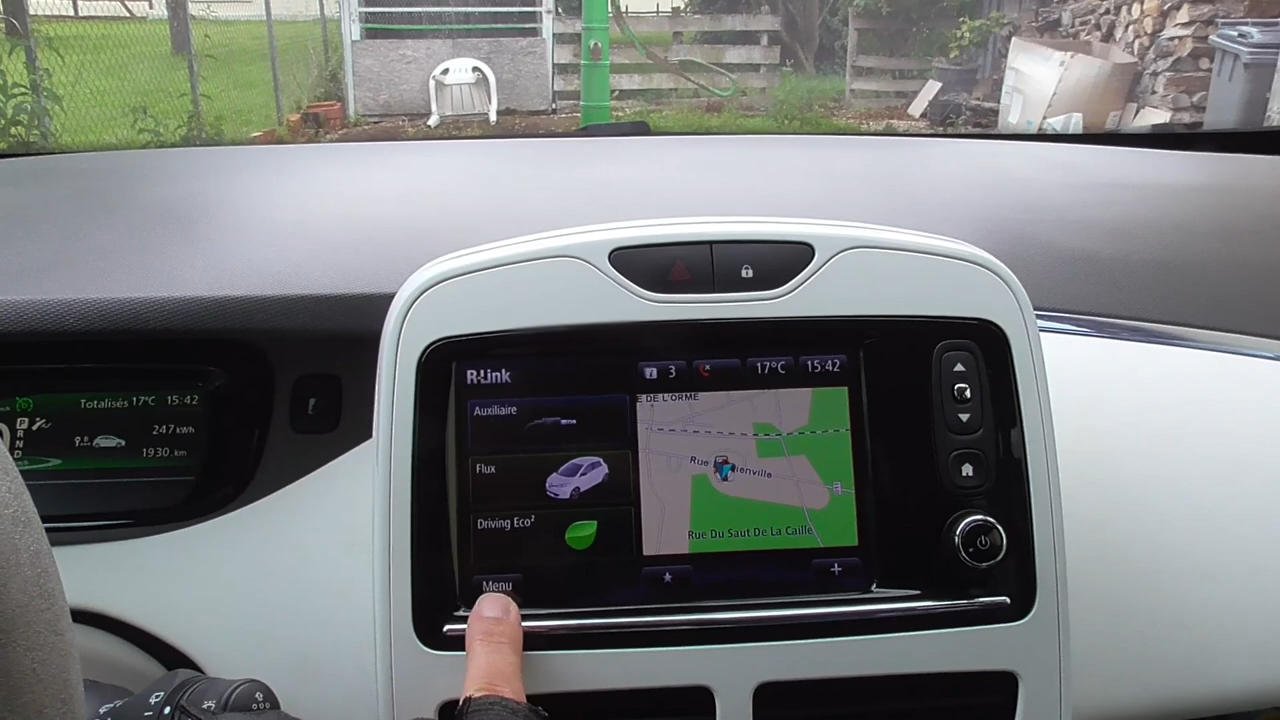 Totalisés 17°C 15:42
247 kWh
1930. km
P
R
N
D
R-Link
3 17°C 15:42
Auxiliaire
Flux
Driving Eco²
Menu
E DE L'ORME
Rue ienville
Rue Du Saut De La Caille